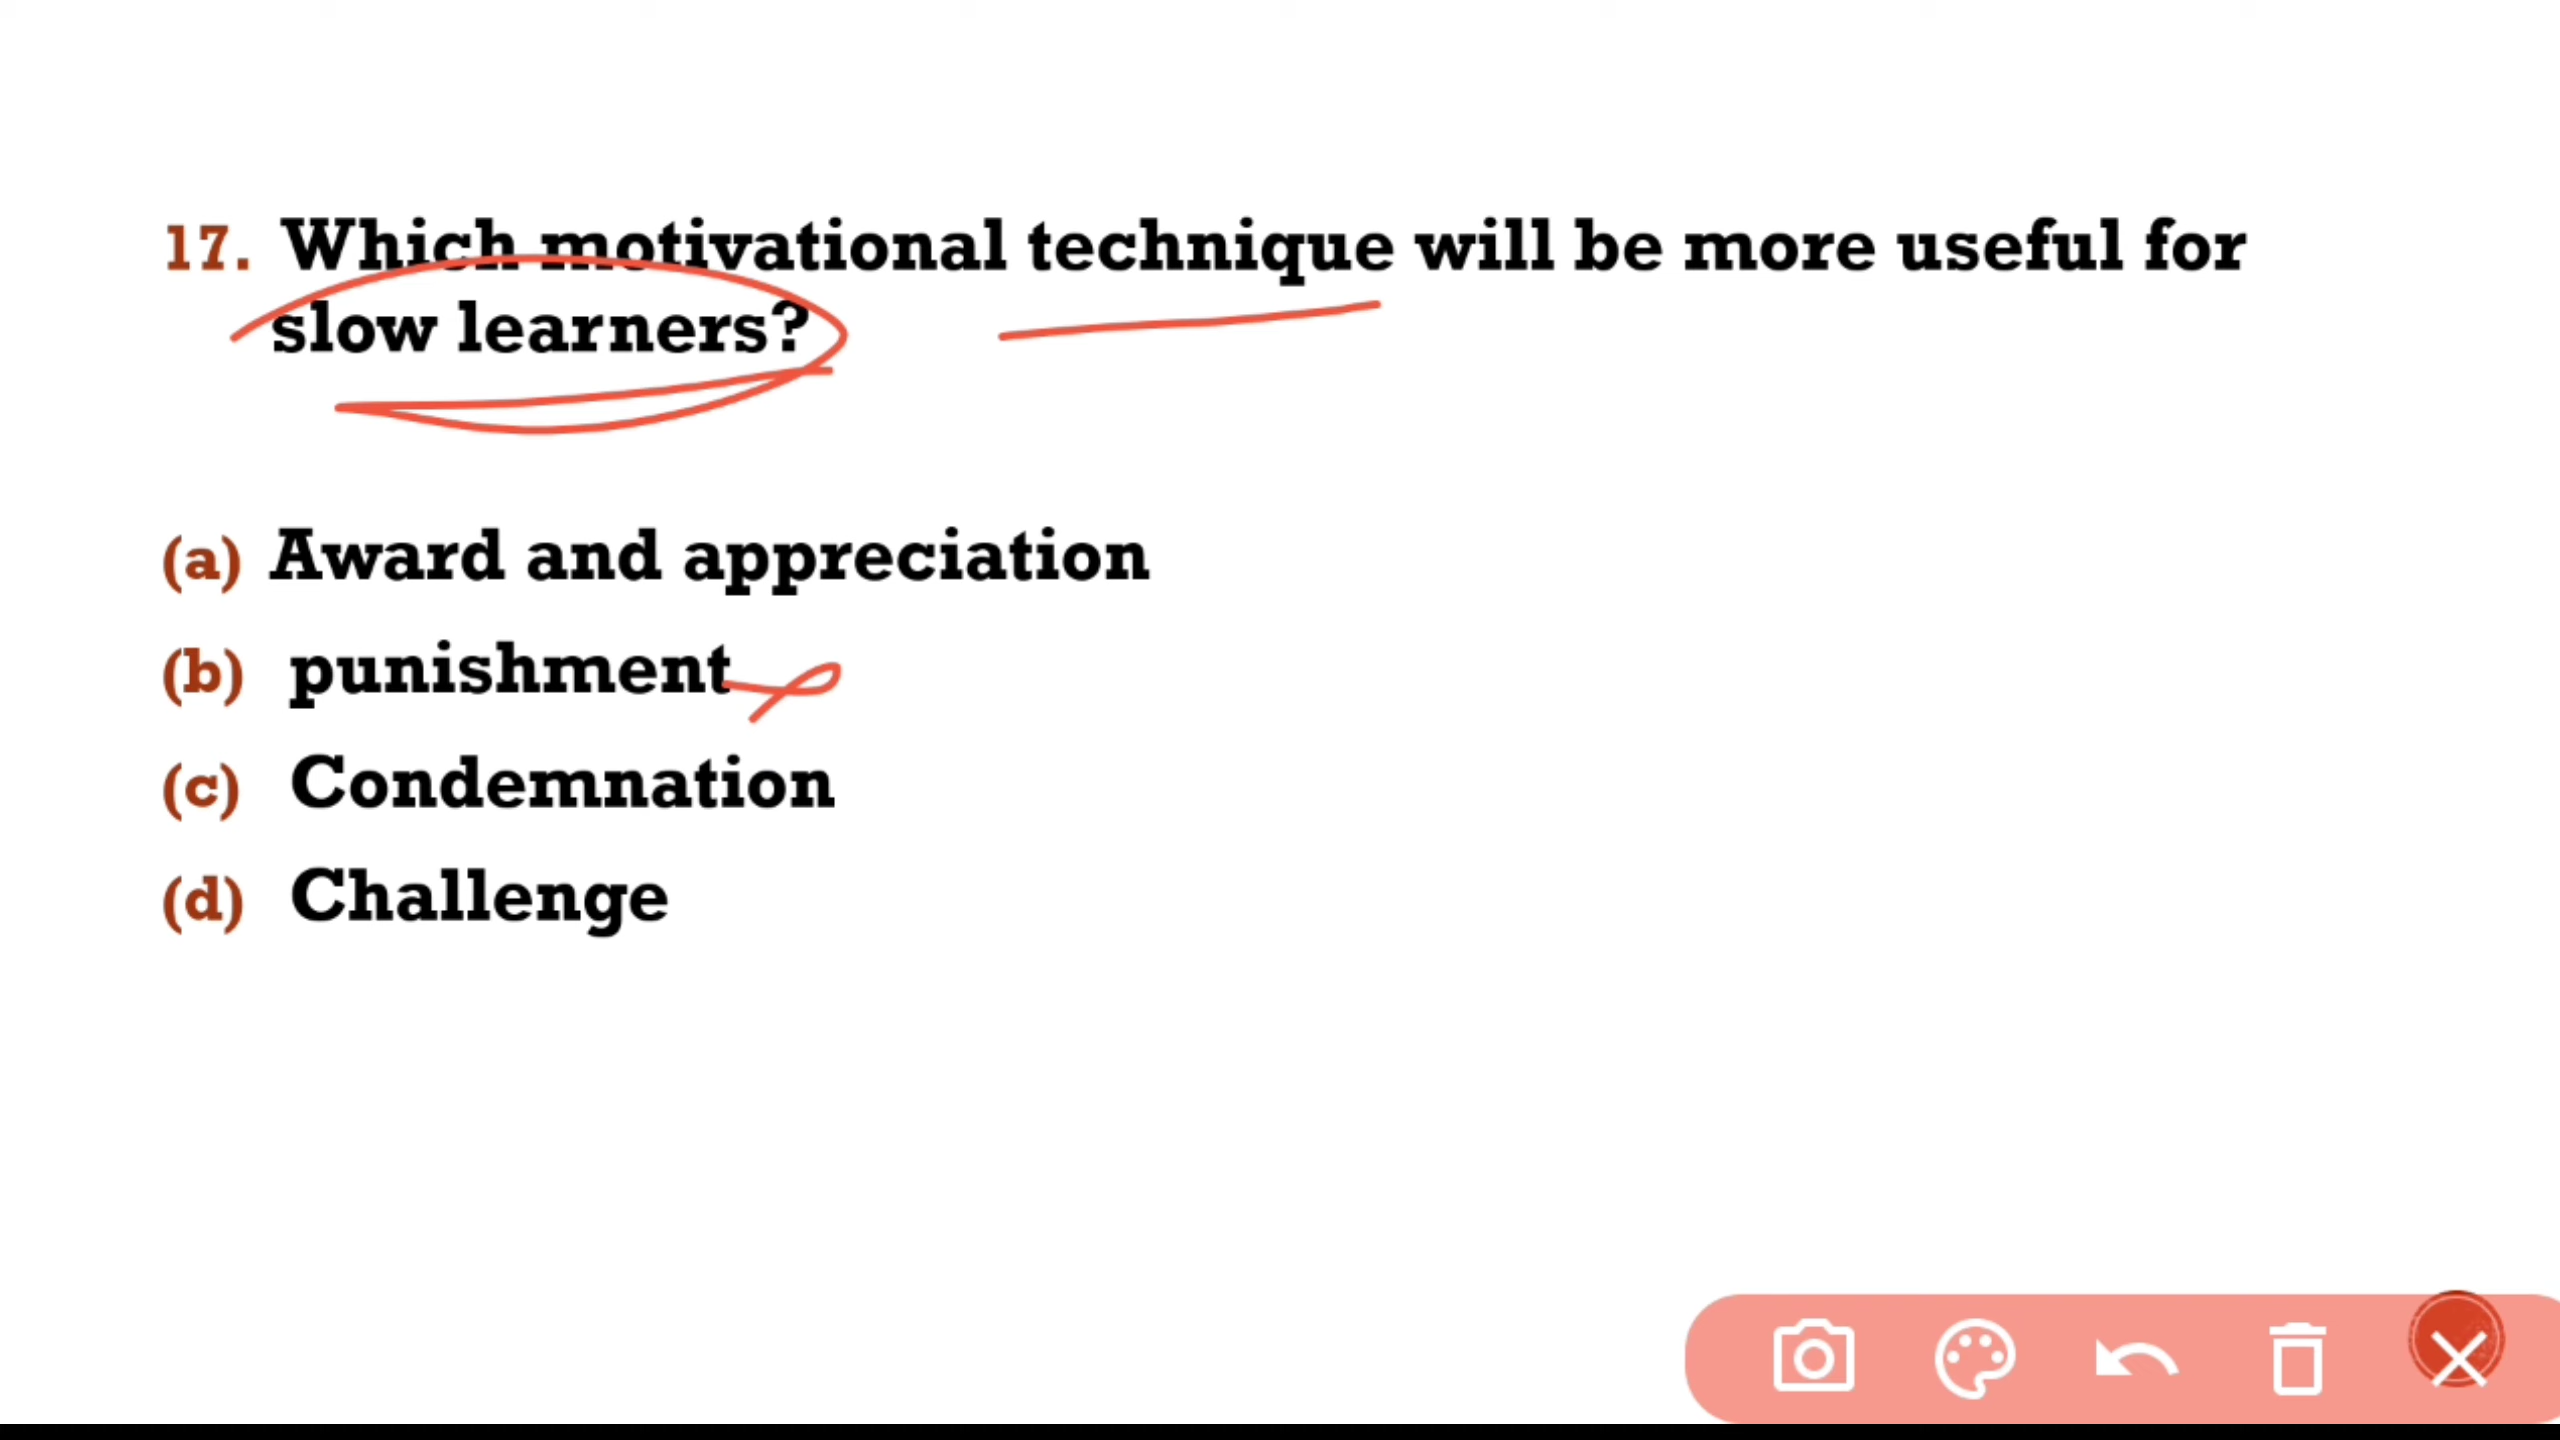 17. Which motivational technique will be more useful for
slow learners?
(a) Award and appreciation
(b) punishment
(c) Condemnation
(d) Challenge